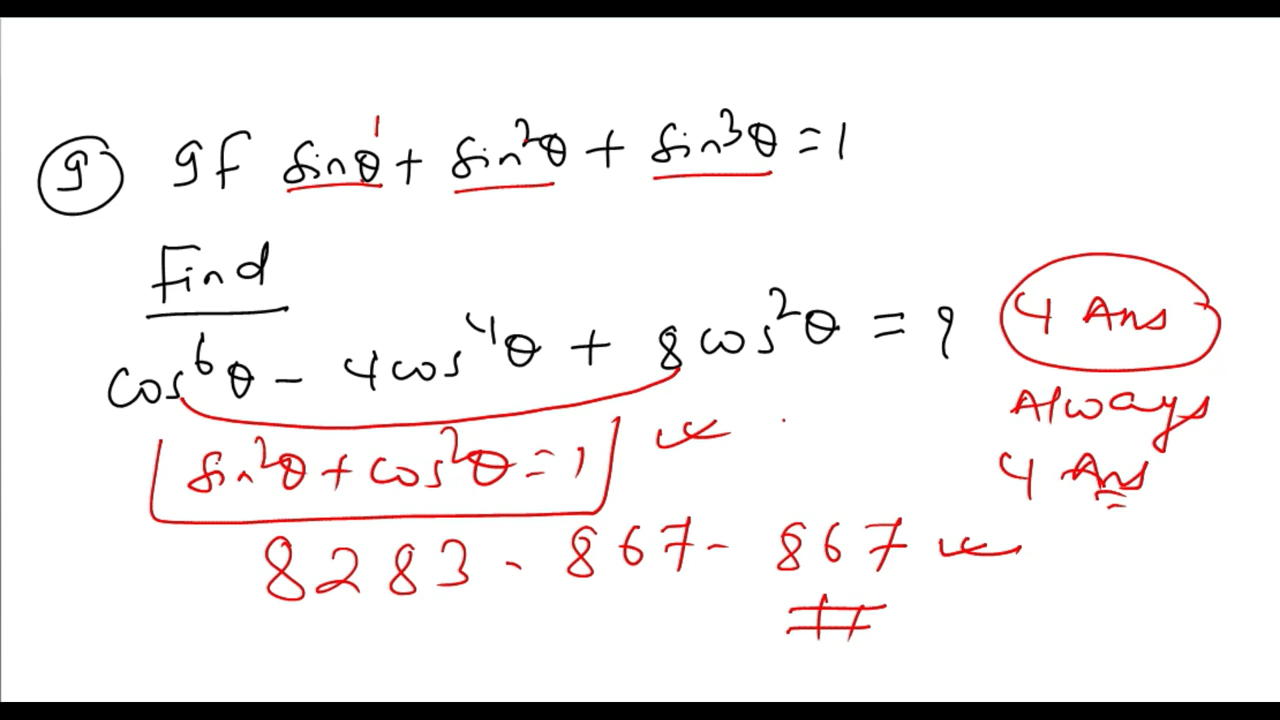 9 If sinθ¹ + sin²θ + sin³θ = 1
Find
cos⁶θ - 4cos⁴θ + 8cos²θ = ?
4 Ans
Always
4 Ans
sin²θ + cos²θ = 1
8283 - 867 - 867